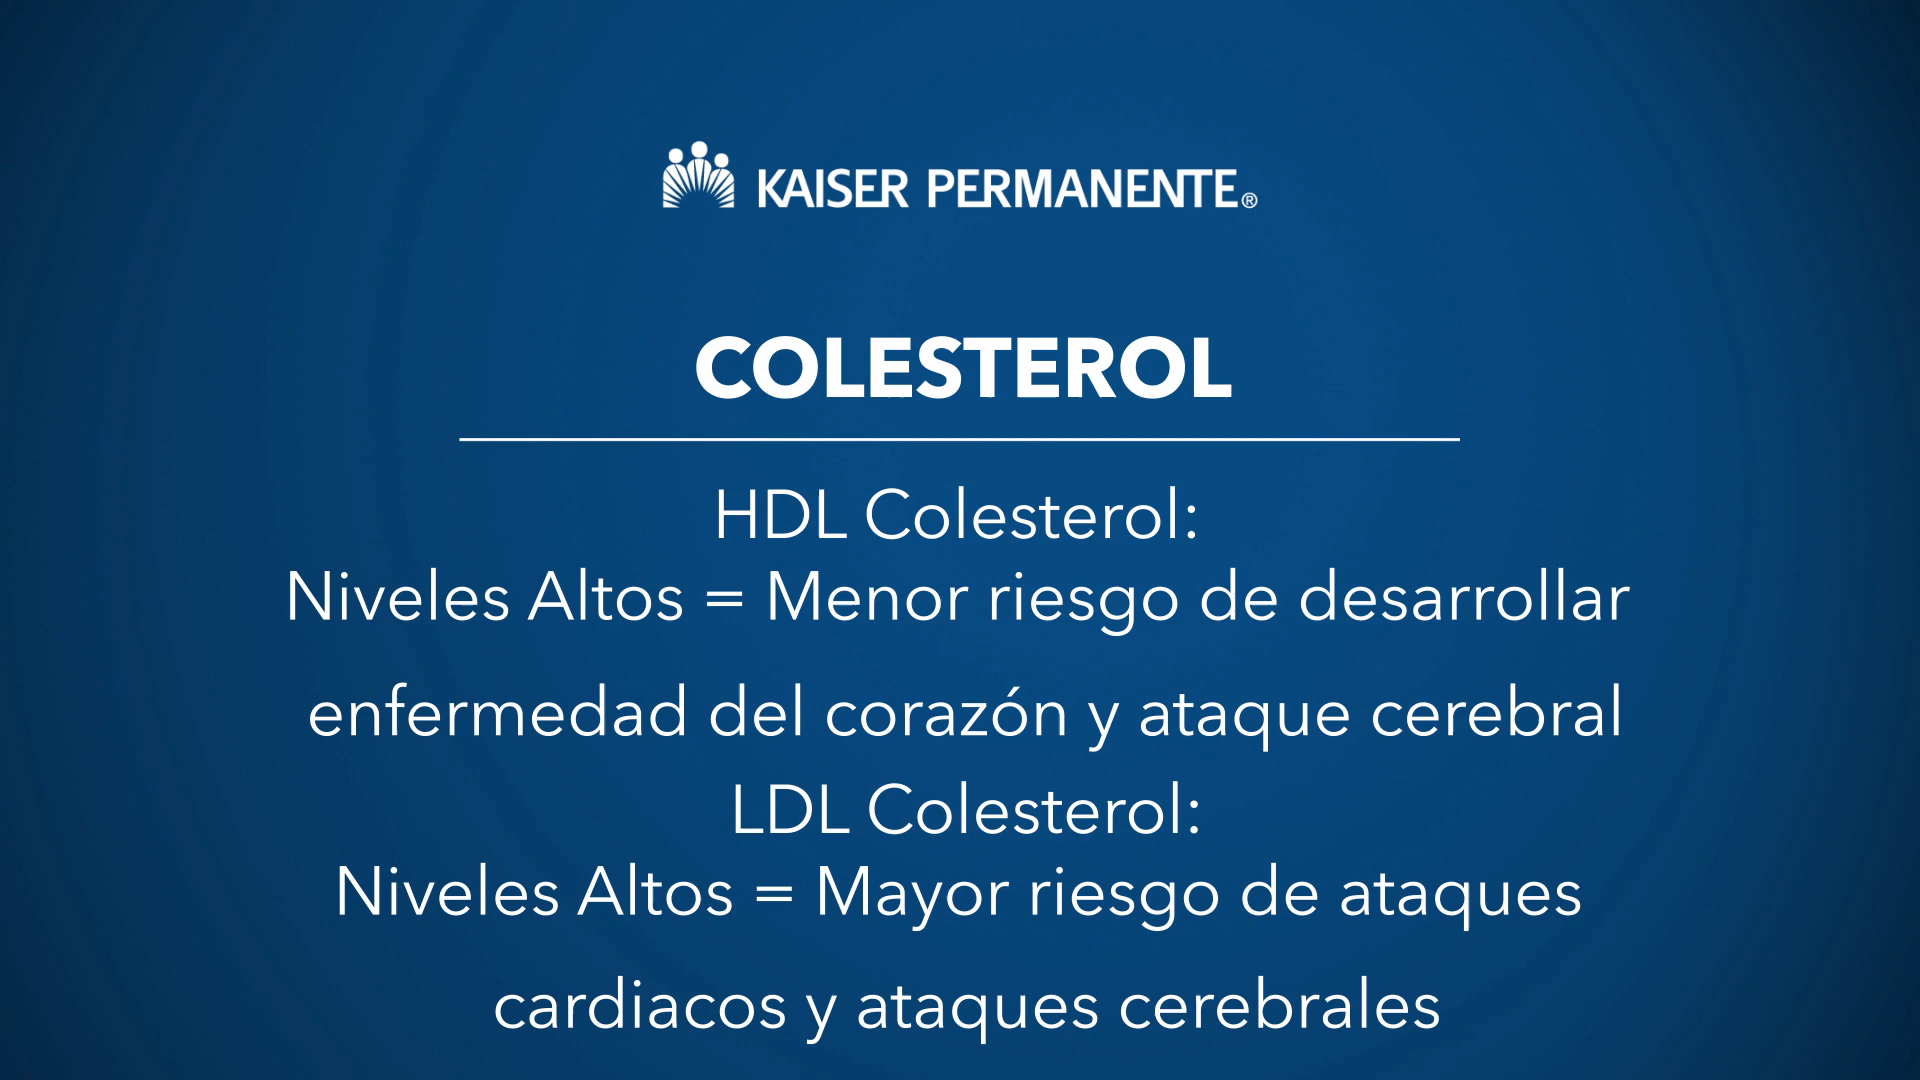 KAISER PERMANENTE®
COLESTEROL
HDL Colesterol:
Niveles Altos = Menor riesgo de desarrollar
enfermedad del corazón y ataque cerebral
LDL Colesterol:
Niveles Altos = Mayor riesgo de ataques
cardiacos y ataques cerebrales